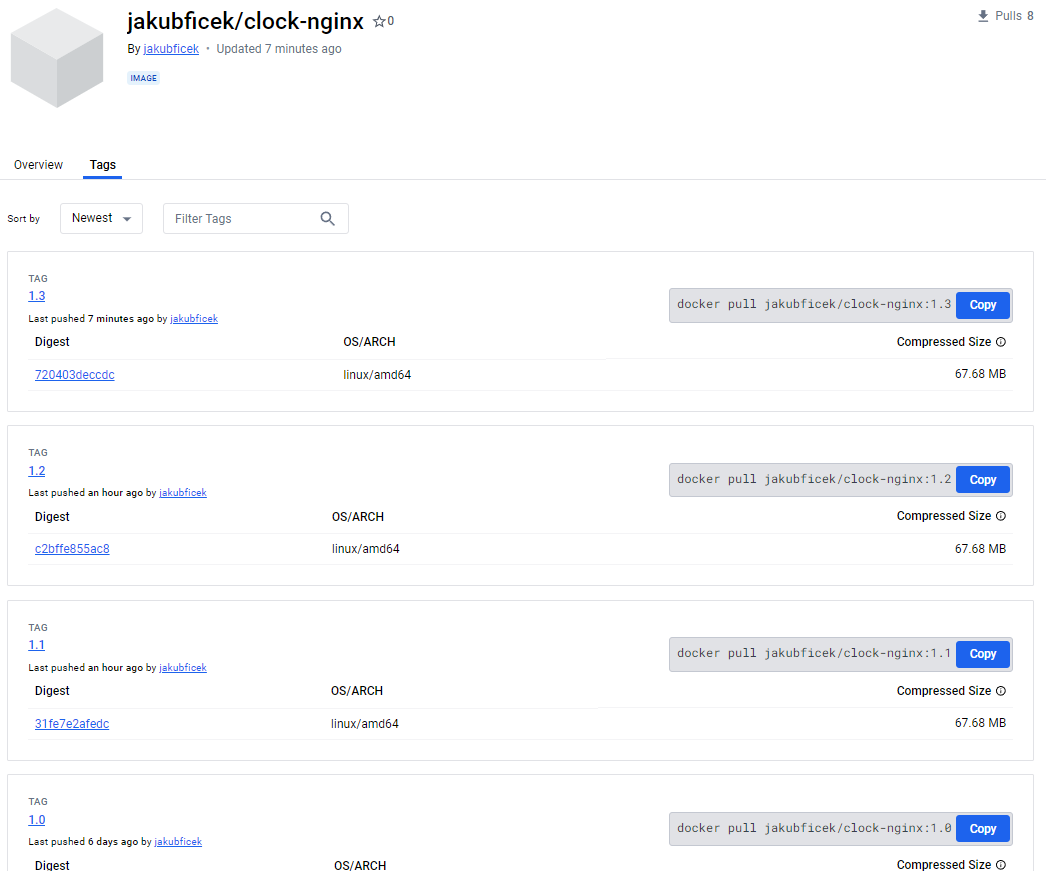 jakubficek/clock-nginx ☆0
Pulls 8
By jakubficek • Updated 7 minutes ago
IMAGE
Overview Tags
Sort by Newest Filter Tags
TAG
1.3
docker pull jakubficek/clock-nginx:1.3 Copy
Last pushed 7 minutes ago by jakubficek
Digest OS/ARCH Compressed Size
720403deccdc linux/amd64 67.68 MB
TAG
1.2
docker pull jakubficek/clock-nginx:1.2 Copy
Last pushed an hour ago by jakubficek
Digest OS/ARCH Compressed Size
c2bffe855ac8 linux/amd64 67.68 MB
TAG
1.1
docker pull jakubficek/clock-nginx:1.1 Copy
Last pushed an hour ago by jakubficek
Digest OS/ARCH Compressed Size
31fe7e2afedc linux/amd64 67.68 MB
TAG
1.0
docker pull jakubficek/clock-nginx:1.0 Copy
Last pushed 6 days ago by jakubficek
Digest OS/ARCH Compressed Size